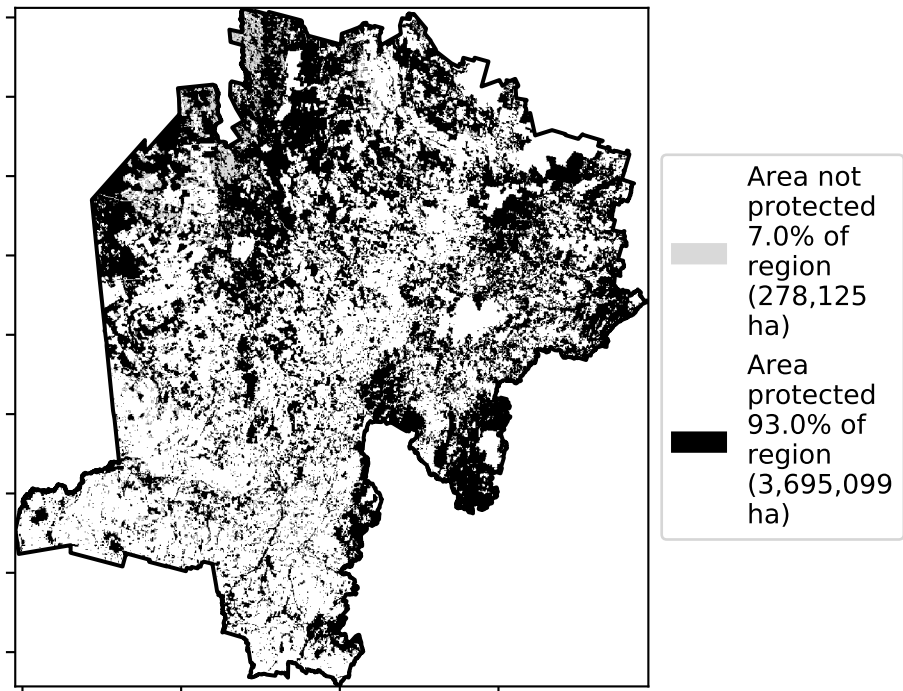 Area not
protected
7.0% of
region
(278,125
ha)
Area
protected
93.0% of
region
(3,695,099
ha)